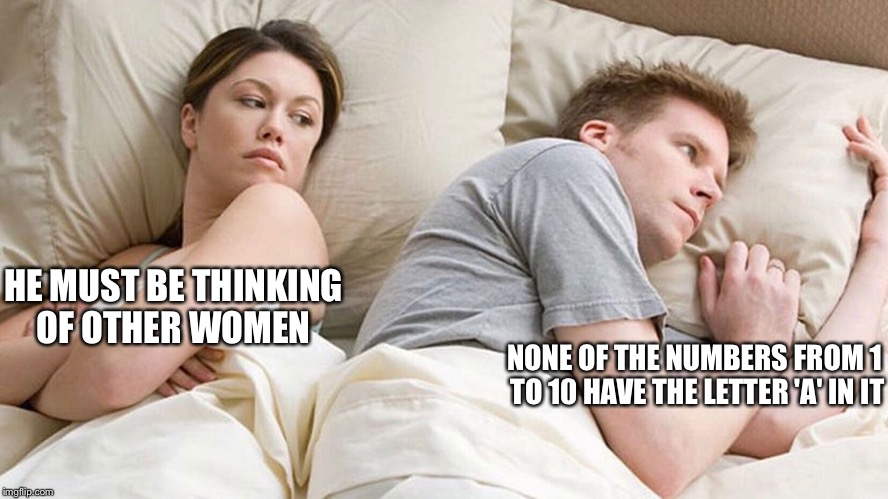 HE MUST BE THINKING
OF OTHER WOMEN
NONE OF THE NUMBERS FROM 1
TO 10 HAVE THE LETTER 'A' IN IT
imgflip.com